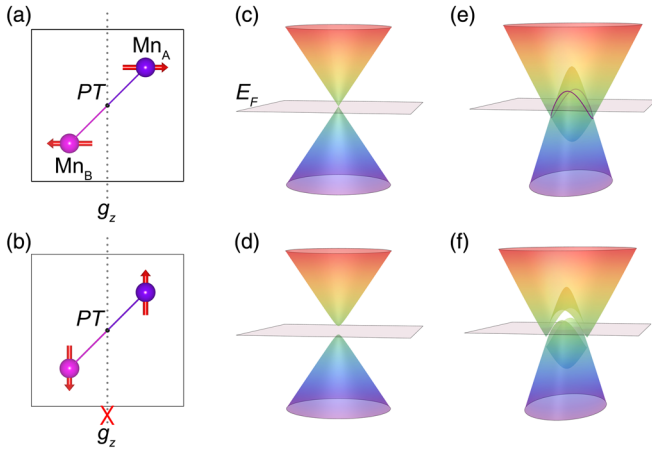 (a)
Mn_A
PT
Mn_B
g_z
(b)
PT
X
g_z
(c)
E_F
(d)
(e)
(f)